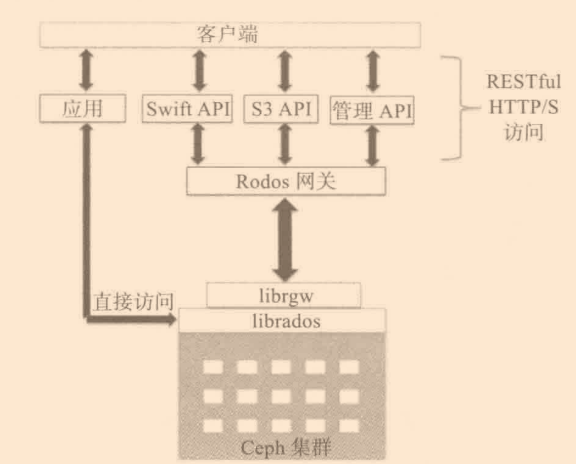 客户端
应用
Swift API
S3 API
管理 API
RESTful
HTTP/S
访问
Rodos 网关
librgw
直接访问
librados
Ceph 集群